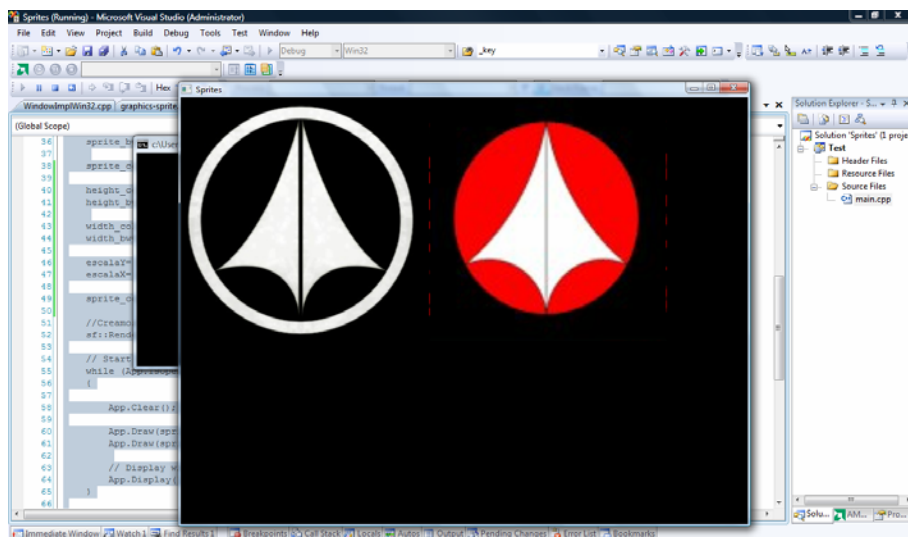 Sprites (Running) - Microsoft Visual Studio (Administrator)
File Edit View Project Build Debug Tools Test Window Help
Debug Win32 _key
Hex
Sprites
WindowImplWin32.cpp graphics-sprite
Solution Explorer - S...
(Global Scope)
Solution 'Sprites' (1 proje
Test
Header Files
Resource Files
Source Files
main.cpp
36 sprite_b
c:\User
37
38 sprite_c
39
40 height_c
41 height_b
42
43 width_co
44 width_bw
45
46 escalaY=
47 escalaX=
48
49 sprite_c
50
51 //Creamo
52 sf::Rend
53
54 // Start
55 while (App.IsOpe
56 {
57
58 App.Clear();
59
60 App.Draw(spr
61 App.Draw(spr
62
63 // Display w
64 App.Display(
65 }
66
Solu... AM... Pro...
Immediate Window Watch 1 Find Results 1 Breakpoints Call Stack Locals Autos Output Pending Changes Error List Bookmarks